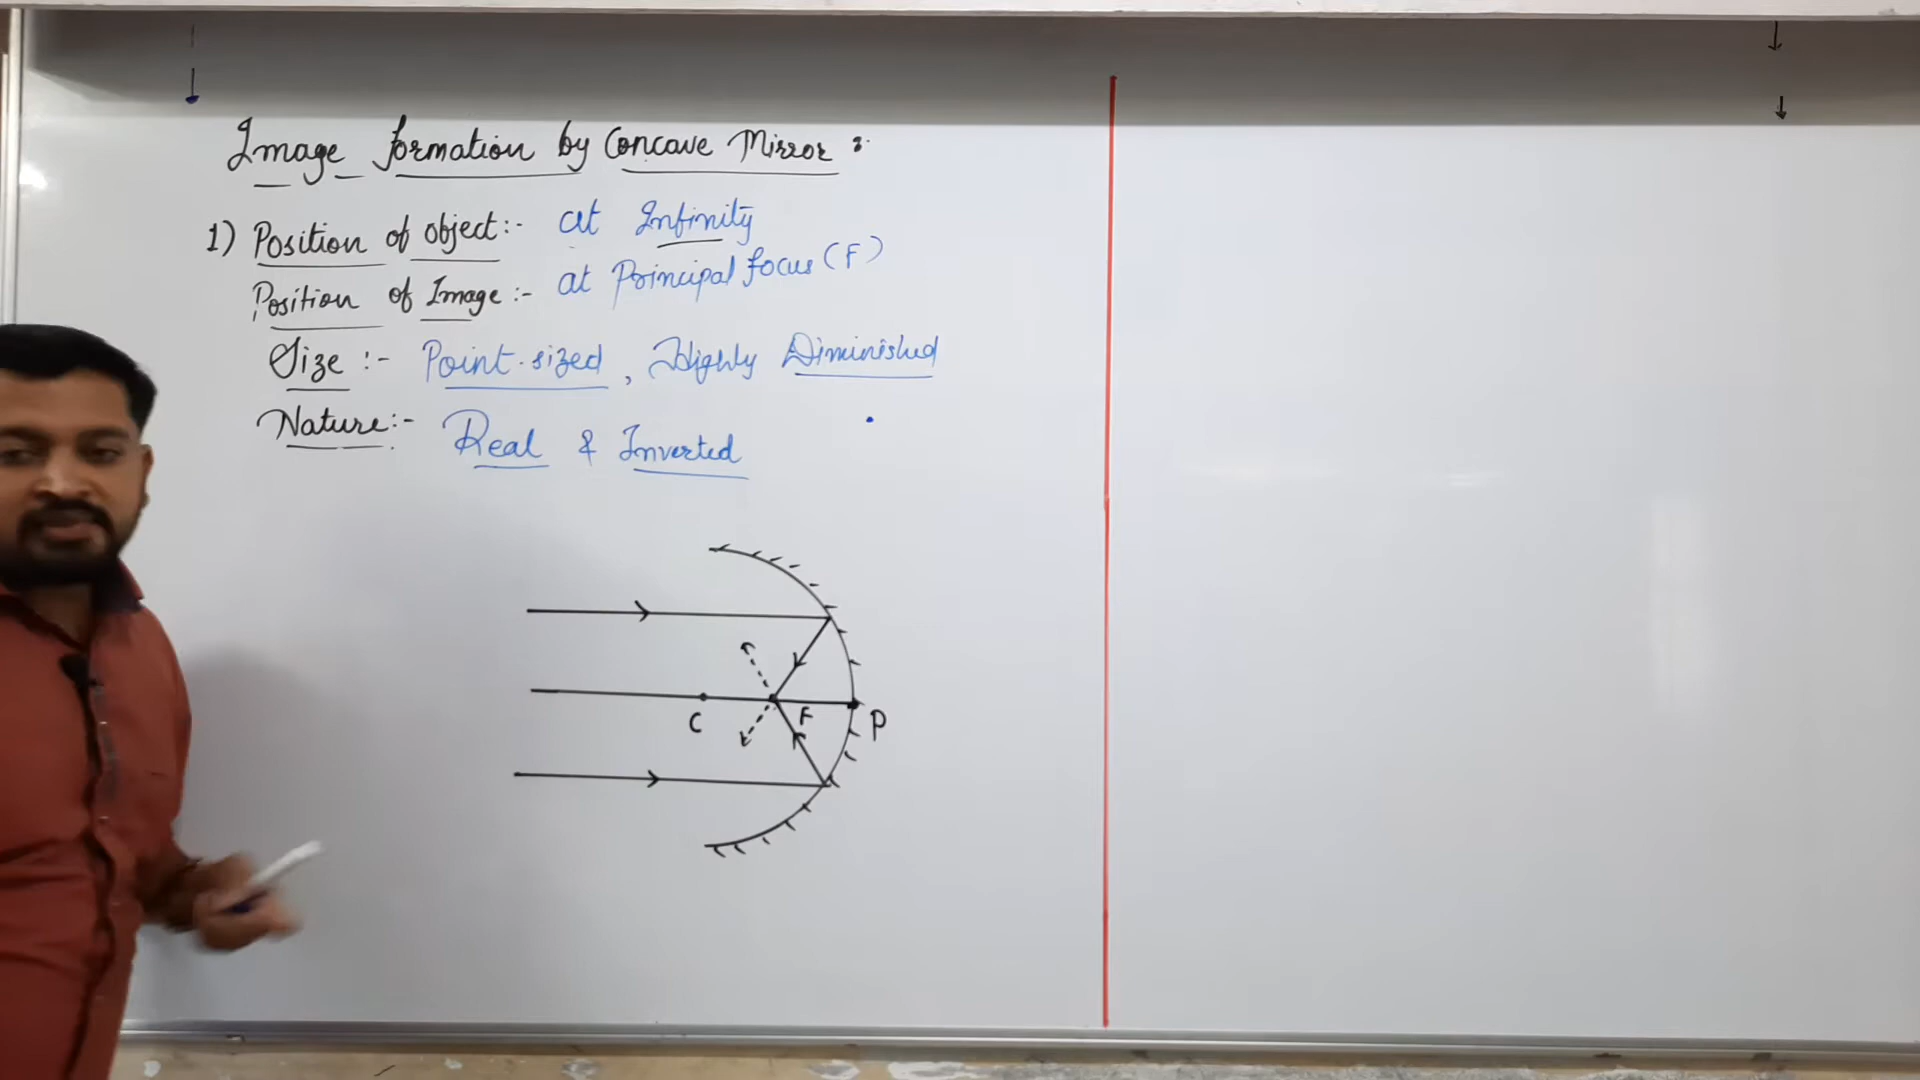 Image formation by Concave Mirror :
1) Position of object:- at Infinity
Position of Image:- at Principal focus (F)
Size :- Point-sized, Highly Diminished
Nature:- Real & Inverted
C F P